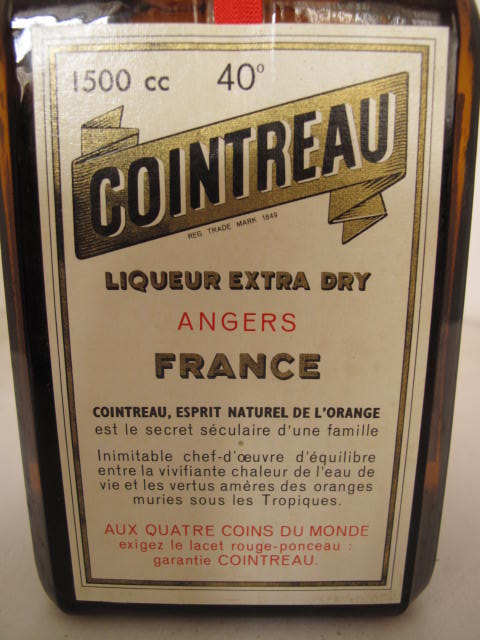 1500 cc 40°
COINTREAU
REG. TRADE MARK 1849
LIQUEUR EXTRA DRY
ANGERS
FRANCE
COINTREAU, ESPRIT NATUREL DE L'ORANGE
est le secret séculaire d'une famille
Inimitable chef-d'œuvre d'équilibre
entre la vivifiante chaleur de l'eau de
vie et les vertus amères des oranges
muries sous les Tropiques.
AUX QUATRE COINS DU MONDE
exigez le lacet rouge-ponceau :
garantie COINTREAU.